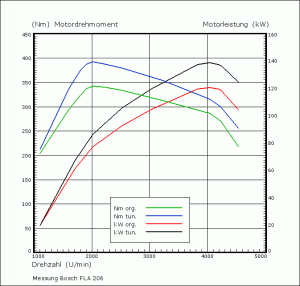 (Nm) Motordrehmoment Motorleistung (kW)
450 160
400 140
350 120
300 100
250
200 80
150 60
100 40
50 20
0 0
Nm org.
Nm tun.
kW org.
kW tun.
1000 2000 3000 4000 5000
Drehzahl (U/min)
Messung Bosch FLA 206